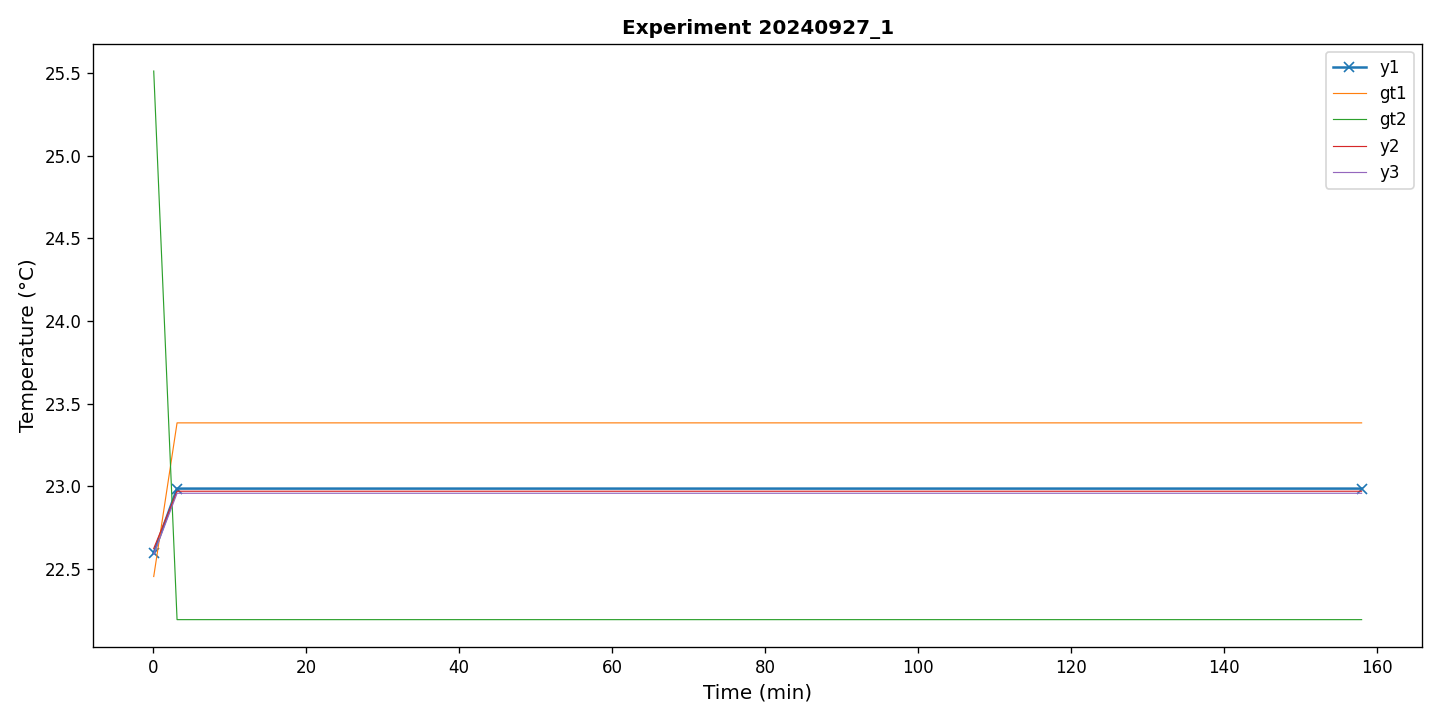 Experiment 20240927_1
25.5
25.0
24.5
24.0
23.5
23.0
22.5
Temperature (°C)
0 20 40 60 80 100 120 140 160
Time (min)
y1
gt1
gt2
y2
y3